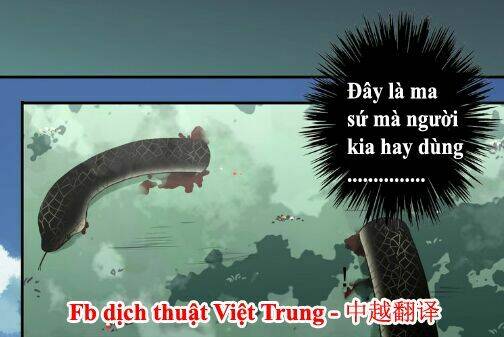 Đây là ma
sứ mà người
kia hay dùng
...............
Fb dịch thuật Việt Trung - 中越翻译